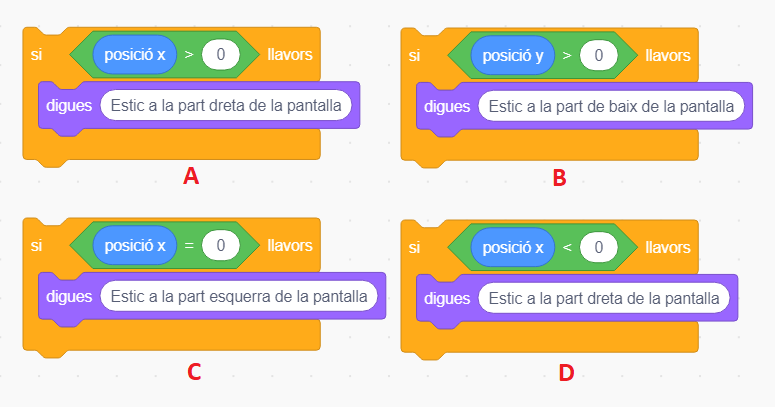 si posició x > 0 llavors
digues Estic a la part dreta de la pantalla
A
si posició y > 0 llavors
digues Estic a la part de baix de la pantalla
B
si posició x = 0 llavors
digues Estic a la part esquerra de la pantalla
C
si posició x < 0 llavors
digues Estic a la part dreta de la pantalla
D